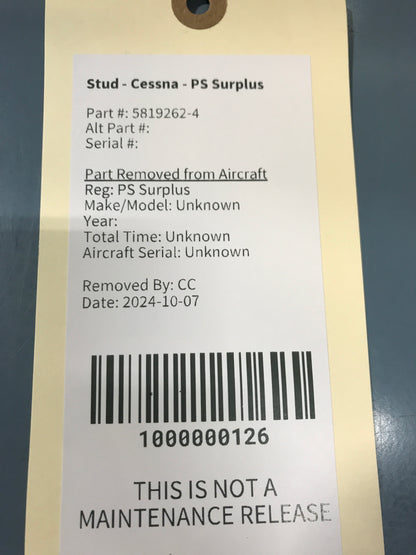 Stud - Cessna - PS Surplus
Part #: 5819262-4
Alt Part #:
Serial #:
Part Removed from Aircraft
Reg: PS Surplus
Make/Model: Unknown
Year:
Total Time: Unknown
Aircraft Serial: Unknown
Removed By: CC
Date: 2024-10-07
1000000126
THIS IS NOT A
MAINTENANCE RELEASE